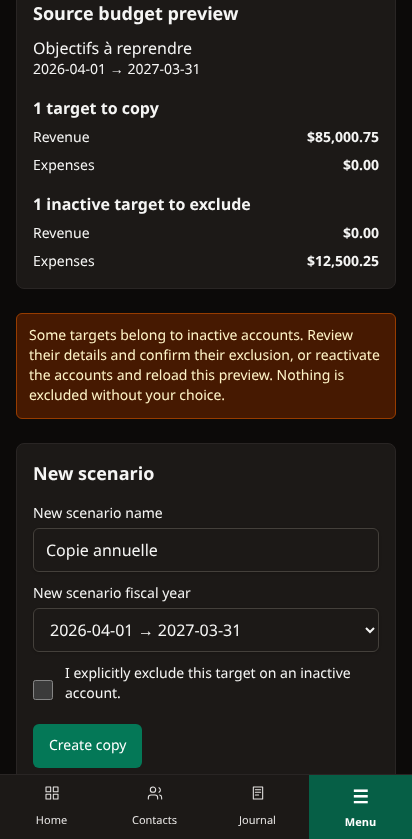 Source budget preview
Objectifs à reprendre
2026-04-01 → 2027-03-31
1 target to copy
Revenue $85,000.75
Expenses $0.00
1 inactive target to exclude
Revenue $0.00
Expenses $12,500.25
Some targets belong to inactive accounts. Review
their details and confirm their exclusion, or reactivate
the accounts and reload this preview. Nothing is
excluded without your choice.
New scenario
New scenario name
Copie annuelle
New scenario fiscal year
2026-04-01 → 2027-03-31
I explicitly exclude this target on an inactive
account.
Create copy
Home Contacts Journal Menu